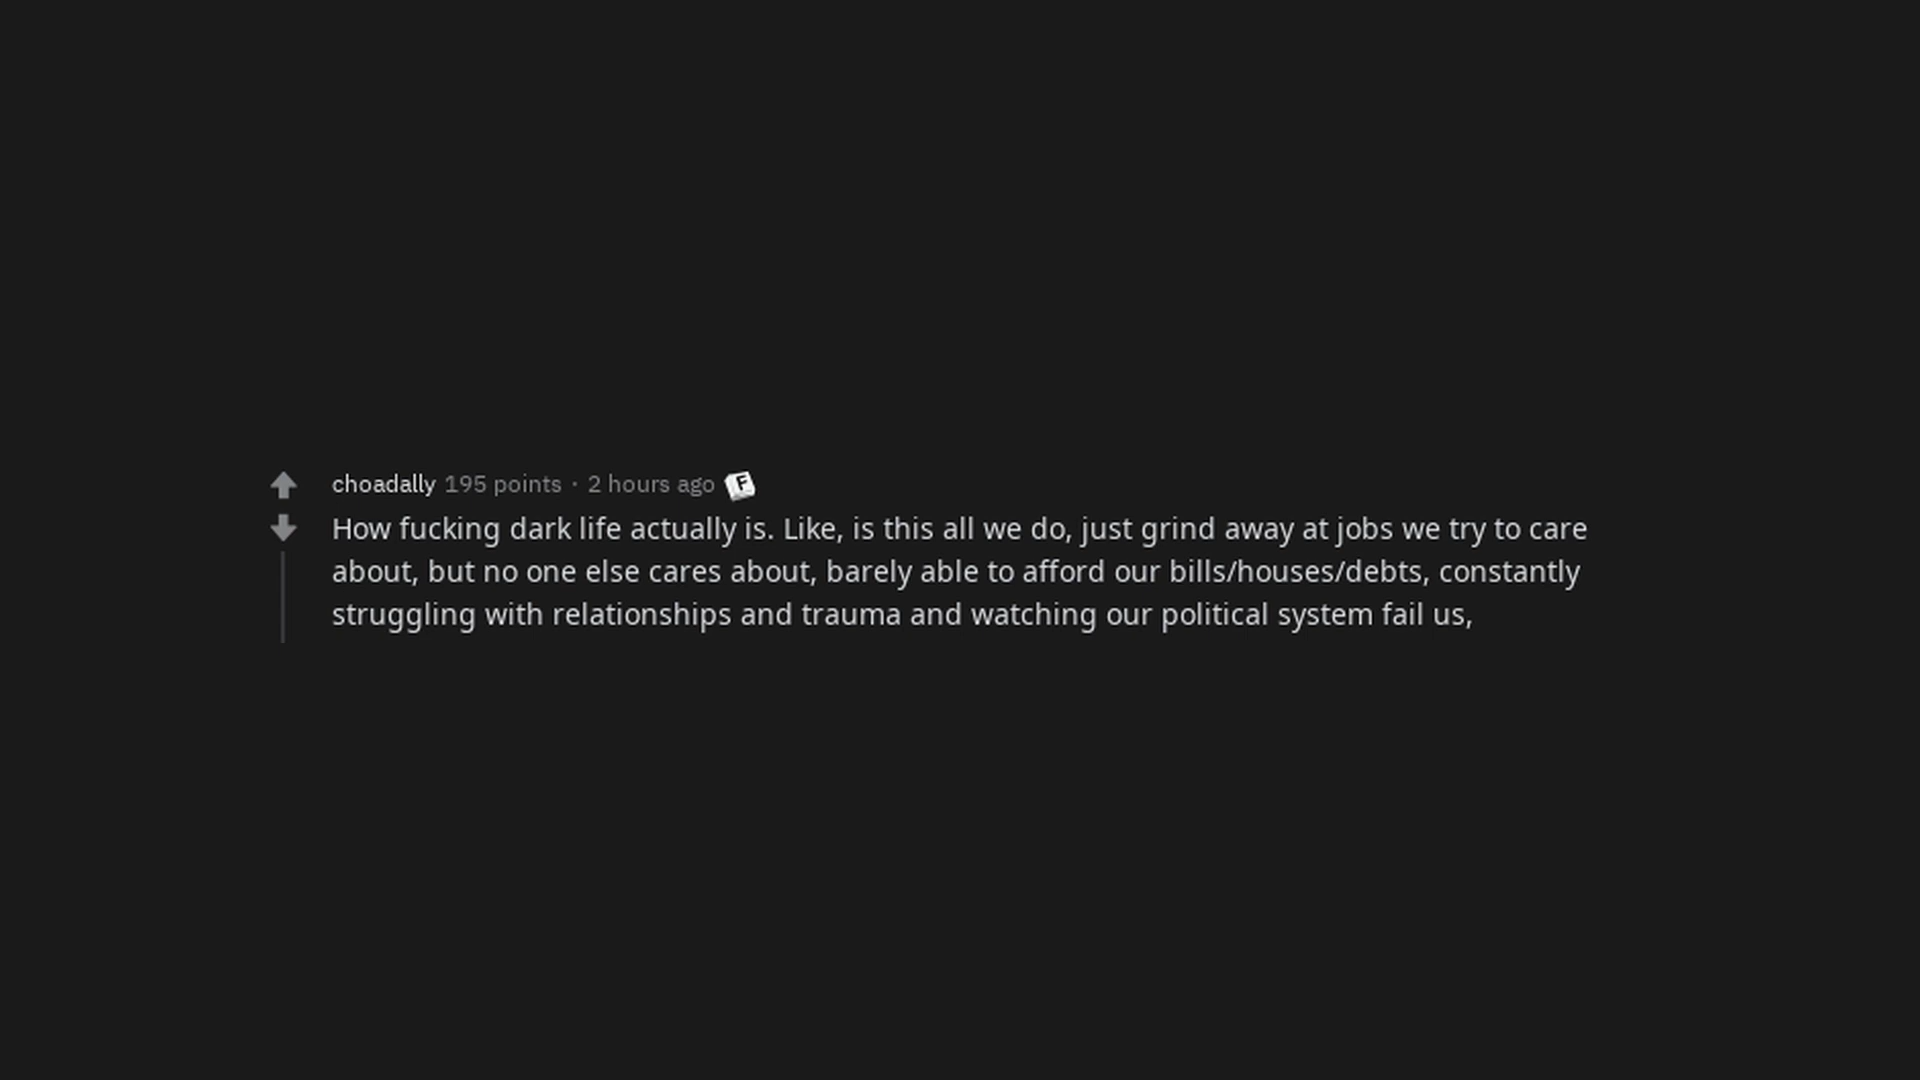 choadally 195 points · 2 hours ago F
How fucking dark life actually is. Like, is this all we do, just grind away at jobs we try to care
about, but no one else cares about, barely able to afford our bills/houses/debts, constantly
struggling with relationships and trauma and watching our political system fail us,